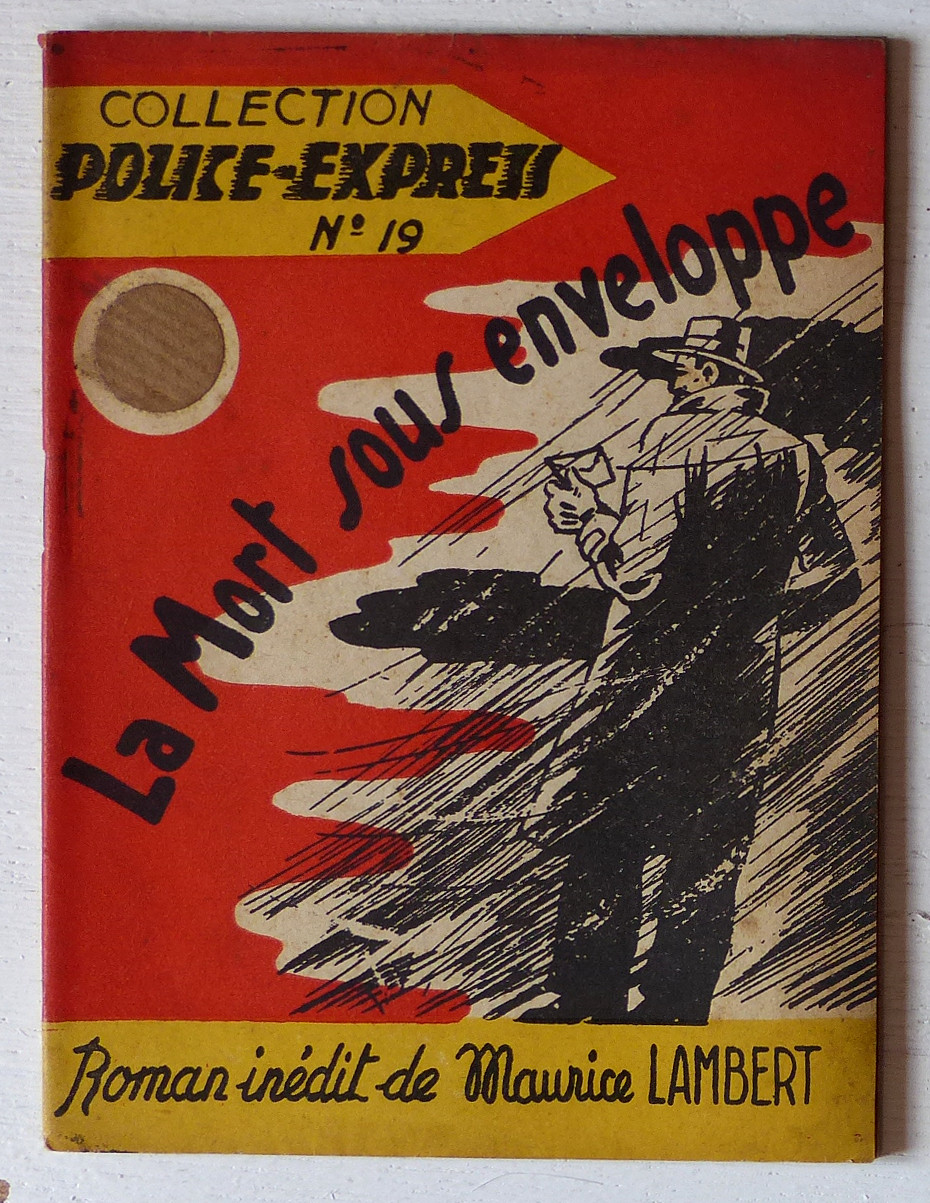 COLLECTION
POLICE-EXPRESS
Nº 19
La Mort sous enveloppe
Roman inédit de Maurice LAMBERT